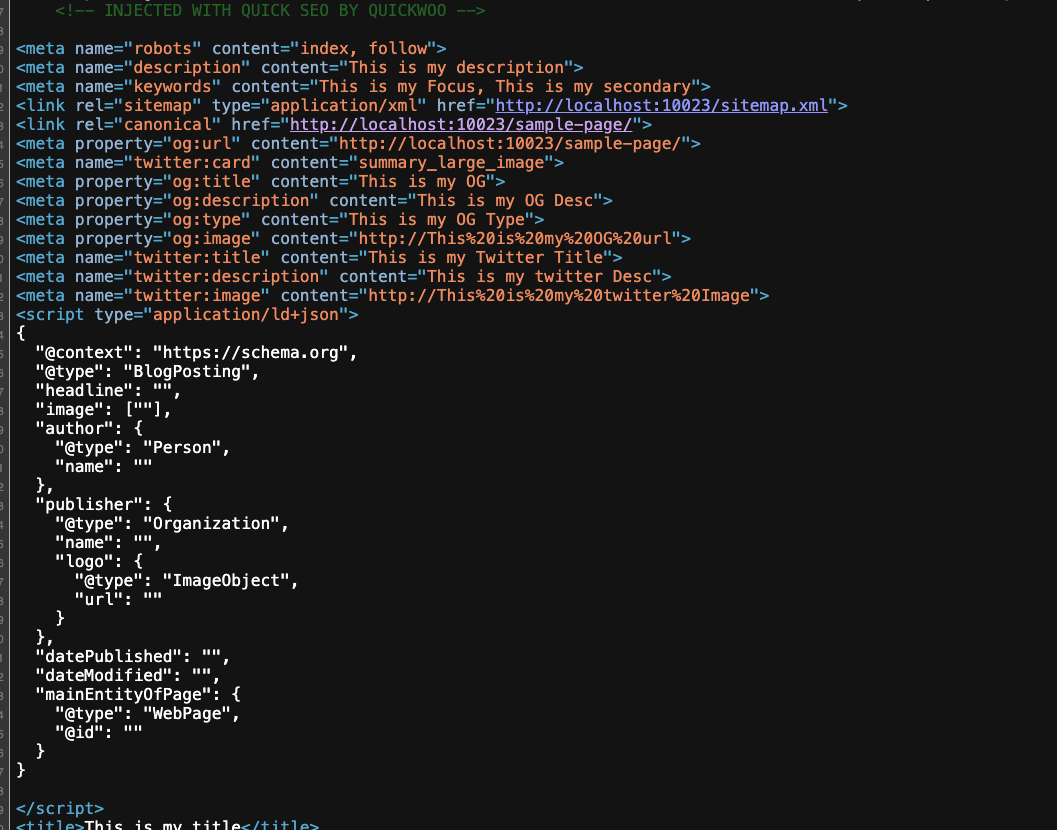 <!-- INJECTED WITH QUICK SEO BY QUICKWOO -->
<meta name="robots" content="index, follow">
<meta name="description" content="This is my description">
<meta name="keywords" content="This is my Focus, This is my secondary">
<link rel="sitemap" type="application/xml" href="http://localhost:10023/sitemap.xml">
<link rel="canonical" href="http://localhost:10023/sample-page/">
<meta property="og:url" content="http://localhost:10023/sample-page/">
<meta name="twitter:card" content="summary_large_image">
<meta property="og:title" content="This is my OG">
<meta property="og:description" content="This is my OG Desc">
<meta property="og:type" content="This is my OG Type">
<meta property="og:image" content="http://This%20is%20my%20OG%20url">
<meta name="twitter:title" content="This is my Twitter Title">
<meta name="twitter:description" content="This is my twitter Desc">
<meta name="twitter:image" content="http://This%20is%20my%20twitter%20Image">
<script type="application/ld+json">
{
  "@context": "https://schema.org",
  "@type": "BlogPosting",
  "headline": "",
  "image": [""],
  "author": {
    "@type": "Person",
    "name": ""
  },
  "publisher": {
    "@type": "Organization",
    "name": "",
    "logo": {
      "@type": "ImageObject",
      "url": ""
    }
  },
  "datePublished": "",
  "dateModified": "",
  "mainEntityOfPage": {
    "@type": "WebPage",
    "@id": ""
  }
}
</script>
<title>This is my title</title>